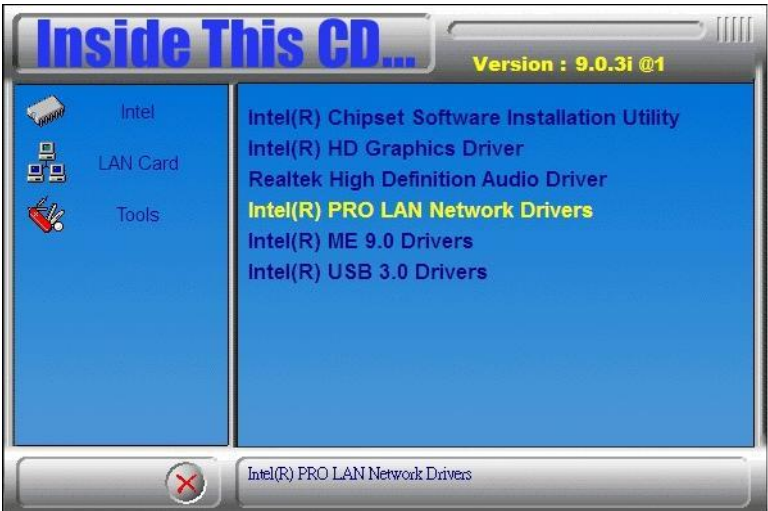 Inside This CD...
Version : 9.0.3i @1
Intel
LAN Card
Tools
Intel(R) Chipset Software Installation Utility
Intel(R) HD Graphics Driver
Realtek High Definition Audio Driver
Intel(R) PRO LAN Network Drivers
Intel(R) ME 9.0 Drivers
Intel(R) USB 3.0 Drivers
Intel(R) PRO LAN Network Drivers